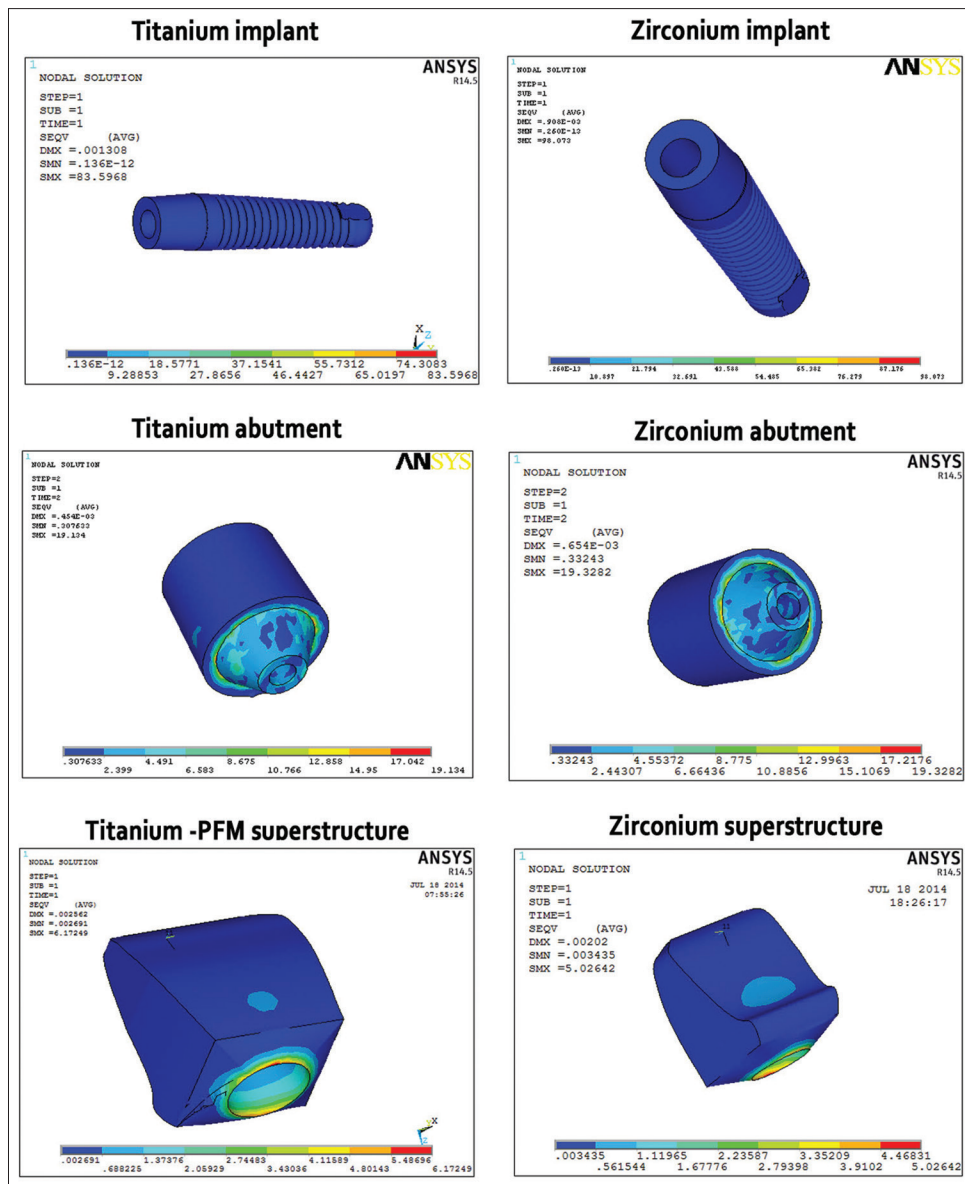 Titanium implant
1
NODAL SOLUTION
STEP=1
SUB =1
TIME=1
SEQV (AVG)
DMX =.001308
SMN =.136E-12
SMX =83.5968
ANSYS
R14.5
X
Z
Y
.136E-12 18.5771 37.1541 55.7312 74.3083
9.28853 27.8656 46.4427 65.0197 83.5968
Zirconium implant
1
NODAL SOLUTION
STEP=1
SUB =1
TIME=1
SEQV (AVG)
DMX =.908E-03
SMN =.260E-13
SMX =98.073
ANSYS
.260E-13 21.794 43.588 65.382 87.176
10.897 32.691 54.485 76.279 98.073
Titanium abutment
1
NODAL SOLUTION
STEP=2
SUB =1
TIME=2
SEQV (AVG)
DMX =.454E-03
SMN =.307633
SMX =19.134
ANSYS
.307633 4.491 8.675 12.858 17.042
2.399 6.583 10.766 14.95 19.134
Zirconium abutment
1
NODAL SOLUTION
STEP=2
SUB =1
TIME=2
SEQV (AVG)
DMX =.654E-03
SMN =.33243
SMX =19.3282
ANSYS
R14.5
.33243 4.55372 8.775 12.9963 17.2176
2.44307 6.66436 10.8856 15.1069 19.3282
Titanium -PFM superstructure
1
NODAL SOLUTION
STEP=1
SUB =1
TIME=1
SEQV (AVG)
DMX =.002562
SMN =.002691
SMX =6.17249
ANSYS
R14.5
JUL 18 2014
07:55:26
Y
X
Z
.002691 1.37376 2.74483 4.11589 5.48696
.688225 2.05929 3.43036 4.80143 6.17249
Zirconium superstructure
1
NODAL SOLUTION
STEP=1
SUB =1
TIME=1
SEQV (AVG)
DMX =.00202
SMN =.003435
SMX =5.02642
ANSYS
R14.5
JUL 18 2014
18:26:17
.003435 1.11965 2.23587 3.35209 4.46831
.561544 1.67776 2.79398 3.9102 5.02642